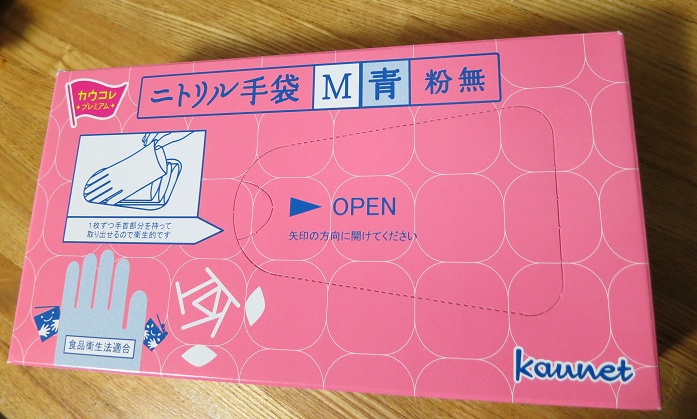 カウコレ
プレミアム
ニトリル手袋 M 青 粉無
1枚ずつ手首部分を持って
取り出せるので衛生的です
OPEN
矢印の方向に開けてください
食品衛生法適合
kaunet